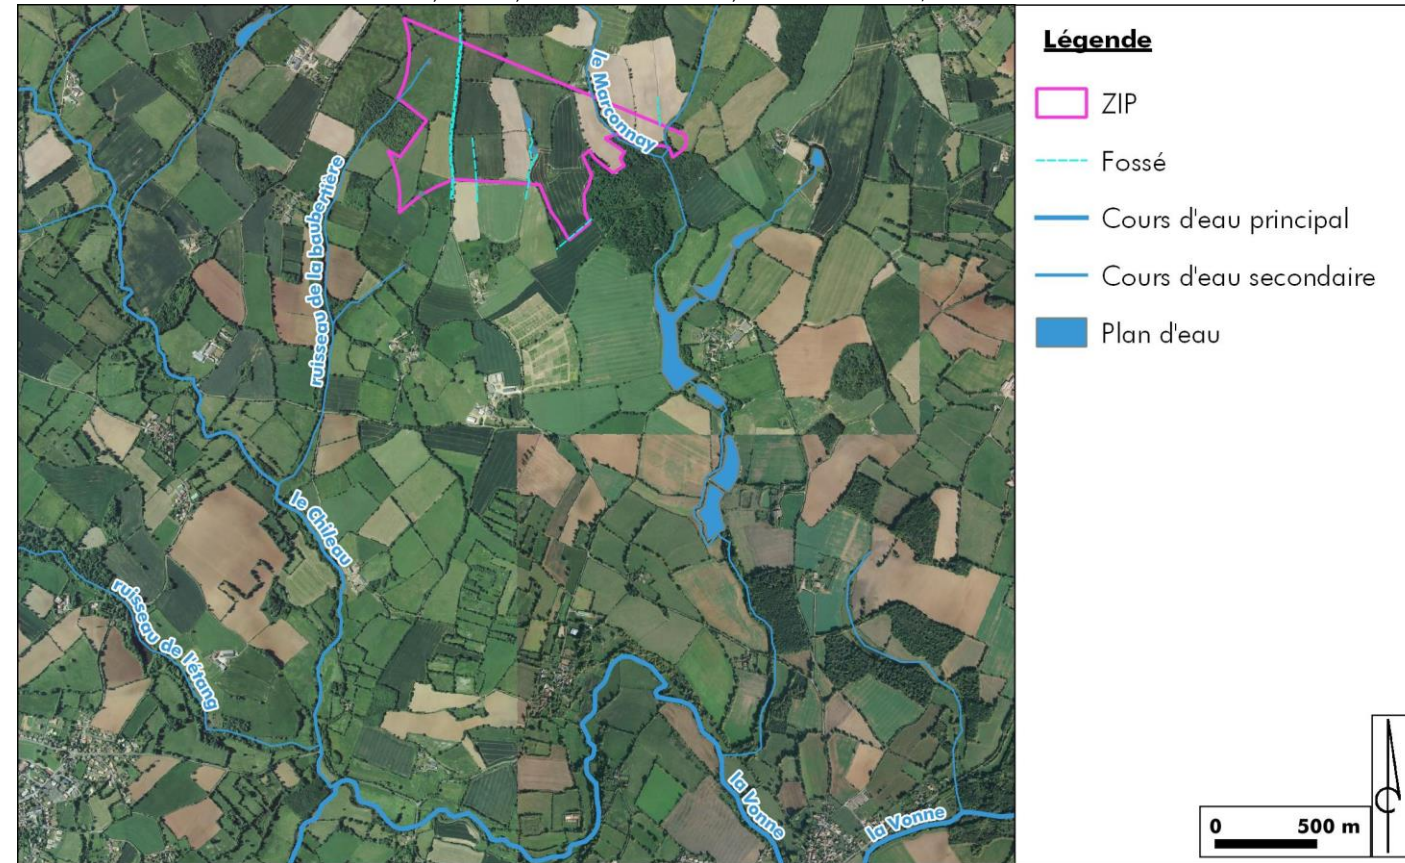 Légende
ZIP
Fossé
Cours d'eau principal
Cours d'eau secondaire
Plan d'eau
le Marconnay
ruisseau de la baubertière
le Chileau
ruisseau de l'étang
la Vonne
la Vonne
0 500 m